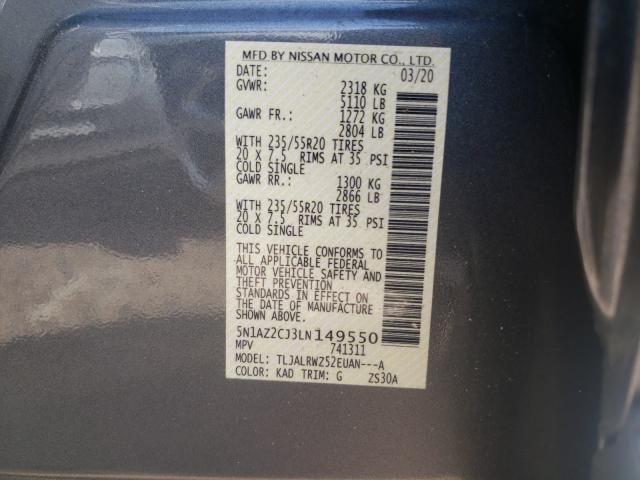 MFD BY NISSAN MOTOR CO., LTD.
DATE: 03/20
GVWR: 2318 KG
5110 LB
GAWR FR.: 1272 KG
2804 LB
WITH 235/55R20 TIRES
20 X 7.5 RIMS AT 35 PSI
COLD SINGLE
GAWR RR.: 1300 KG
2866 LB
WITH 235/55R20 TIRES
20 X 7.5 RIMS AT 35 PSI
COLD SINGLE
THIS VEHICLE CONFORMS TO
ALL APPLICABLE FEDERAL
MOTOR VEHICLE SAFETY AND
THEFT PREVENTION
STANDARDS IN EFFECT ON
THE DATE OF MANUFACTURE
SHOWN ABOVE.
5N1AZ2CJ3LN149550
MPV 741311
MODEL: TLJALRWZ52EUAN---A
COLOR: KAD TRIM: G ZS30A